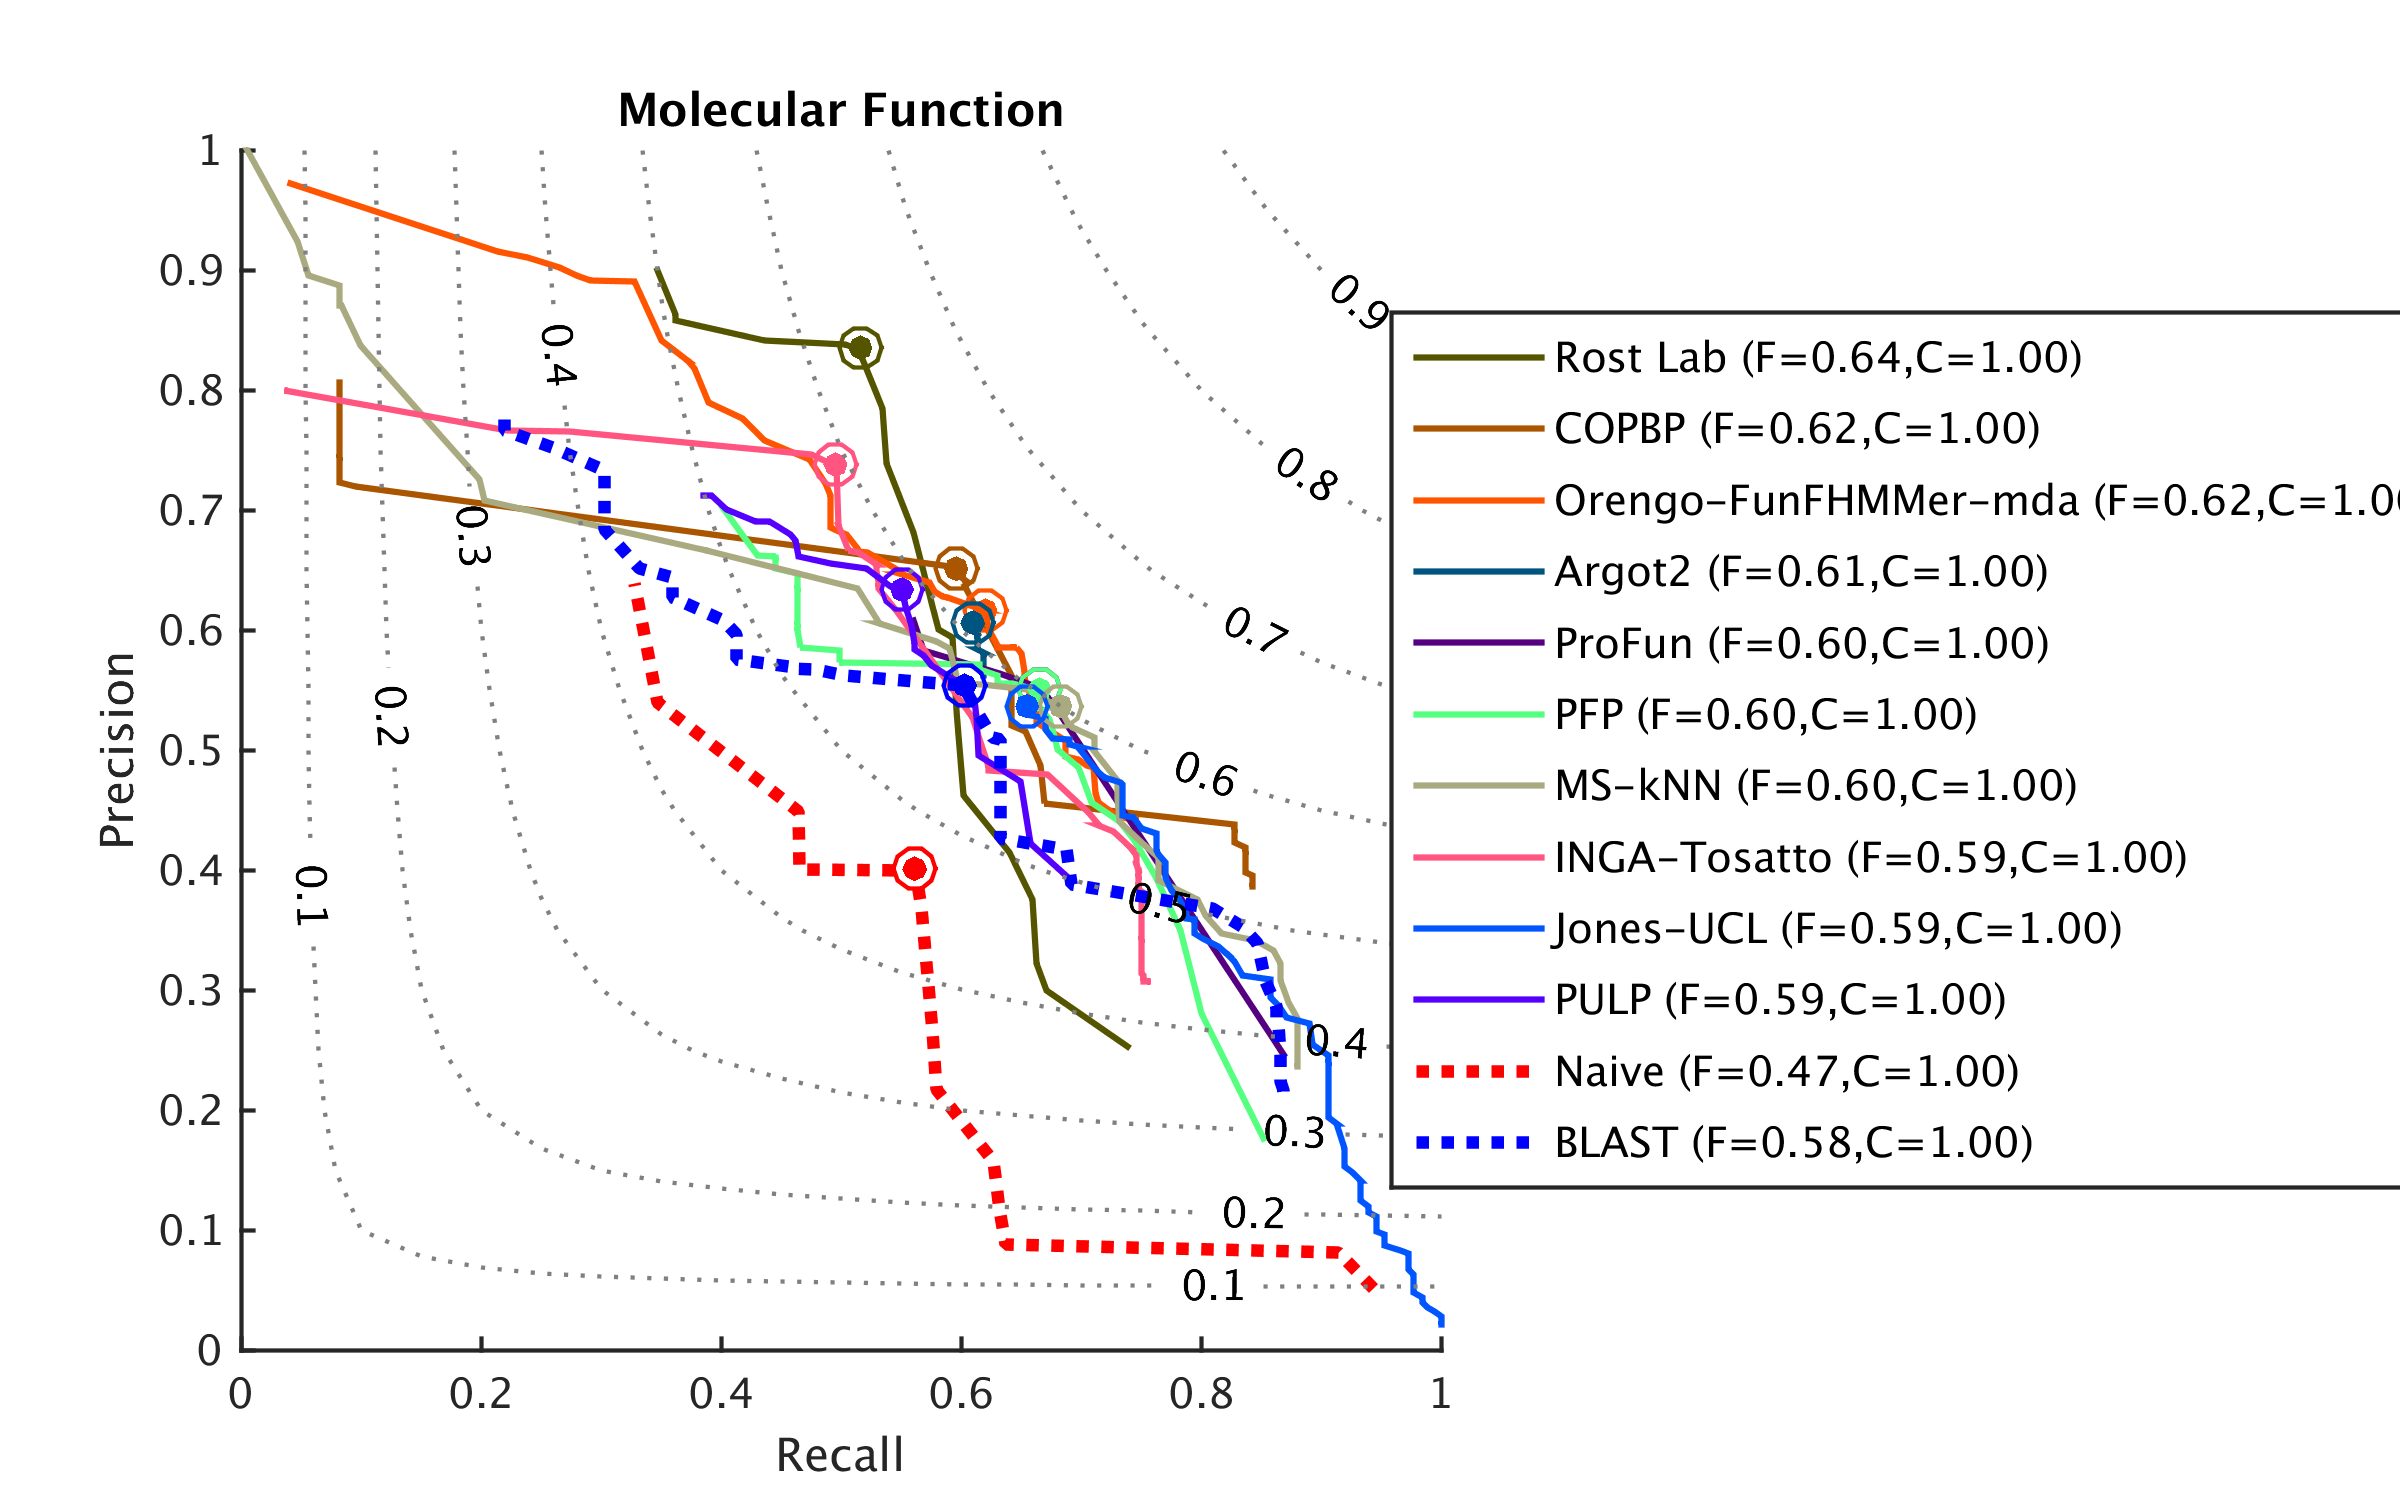 Molecular Function
1
0.9
0.8
0.7
0.6
0.5
0.4
0.3
0.2
0.1
0
Precision
0
0.2
0.4
0.6
0.8
1
Recall
0.1
0.2
0.3
0.4
0.9
0.8
0.7
0.6
0.5
0.4
0.3
0.2
0.1
Rost Lab (F=0.64,C=1.00)
COPBP (F=0.62,C=1.00)
Orengo-FunFHMMer-mda (F=0.62,C=1.00
Argot2 (F=0.61,C=1.00)
ProFun (F=0.60,C=1.00)
PFP (F=0.60,C=1.00)
MS-kNN (F=0.60,C=1.00)
INGA-Tosatto (F=0.59,C=1.00)
Jones-UCL (F=0.59,C=1.00)
PULP (F=0.59,C=1.00)
Naive (F=0.47,C=1.00)
BLAST (F=0.58,C=1.00)